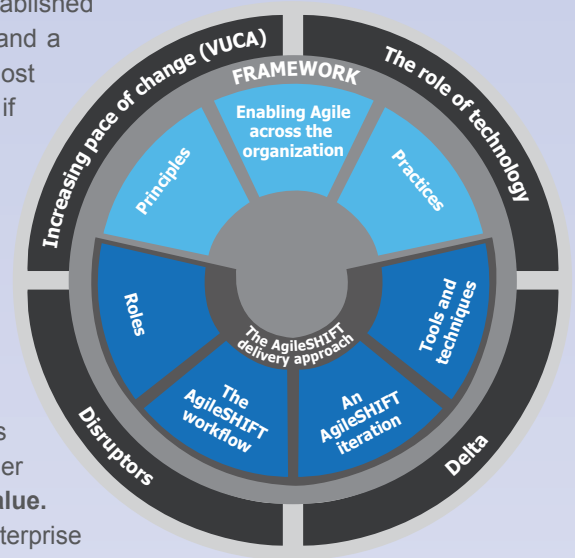 ablished
and a
ost
if
Increasing pace of change (VUCA)
The role of technology
FRAMEWORK
Enabling Agile
across the
organization
Principles
Practices
Roles
Tools and
techniques
The AgileSHIFT
delivery approach
The
AgileSHIFT
workflow
An
AgileSHIFT
iteration
Disruptors
Delta
s
er
alue.
terprise